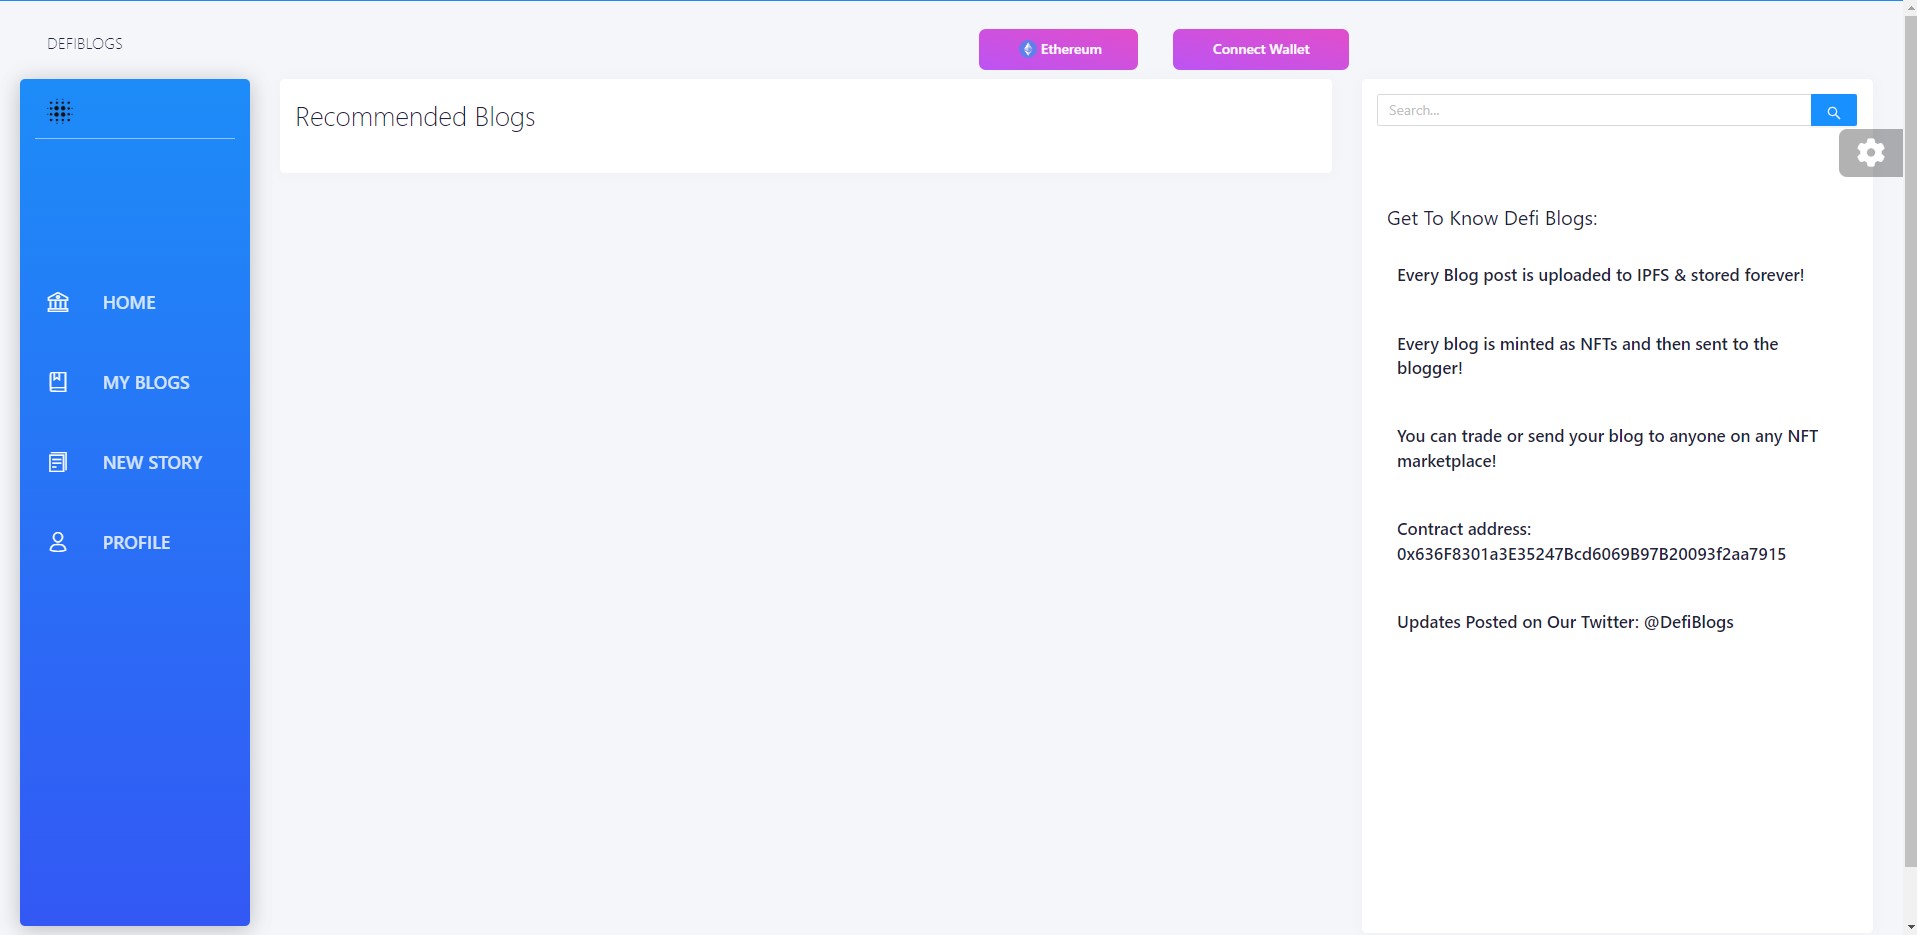 DEFIBLOGS
Ethereum
Connect Wallet
HOME
MY BLOGS
NEW STORY
PROFILE
Recommended Blogs
Search...
Get To Know Defi Blogs:
Every Blog post is uploaded to IPFS & stored forever!
Every blog is minted as NFTs and then sent to the
blogger!
You can trade or send your blog to anyone on any NFT
marketplace!
Contract address:
0x636F8301a3E35247Bcd6069B97B20093f2aa7915
Updates Posted on Our Twitter: @DefiBlogs